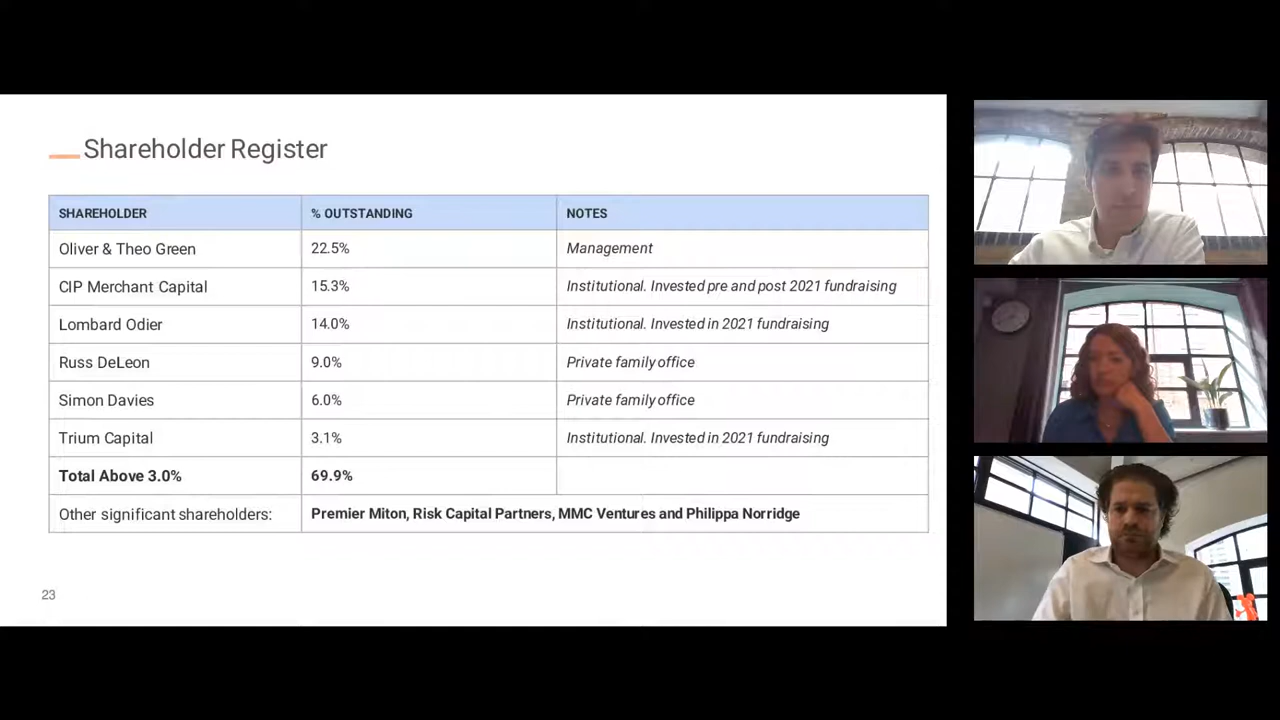 Shareholder Register
SHAREHOLDER % OUTSTANDING NOTES
Oliver & Theo Green 22.5% Management
CIP Merchant Capital 15.3% Institutional. Invested pre and post 2021 fundraising
Lombard Odier 14.0% Institutional. Invested in 2021 fundraising
Russ DeLeon 9.0% Private family office
Simon Davies 6.0% Private family office
Trium Capital 3.1% Institutional. Invested in 2021 fundraising
Total Above 3.0% 69.9%
Other significant shareholders: Premier Miton, Risk Capital Partners, MMC Ventures and Philippa Norridge
23